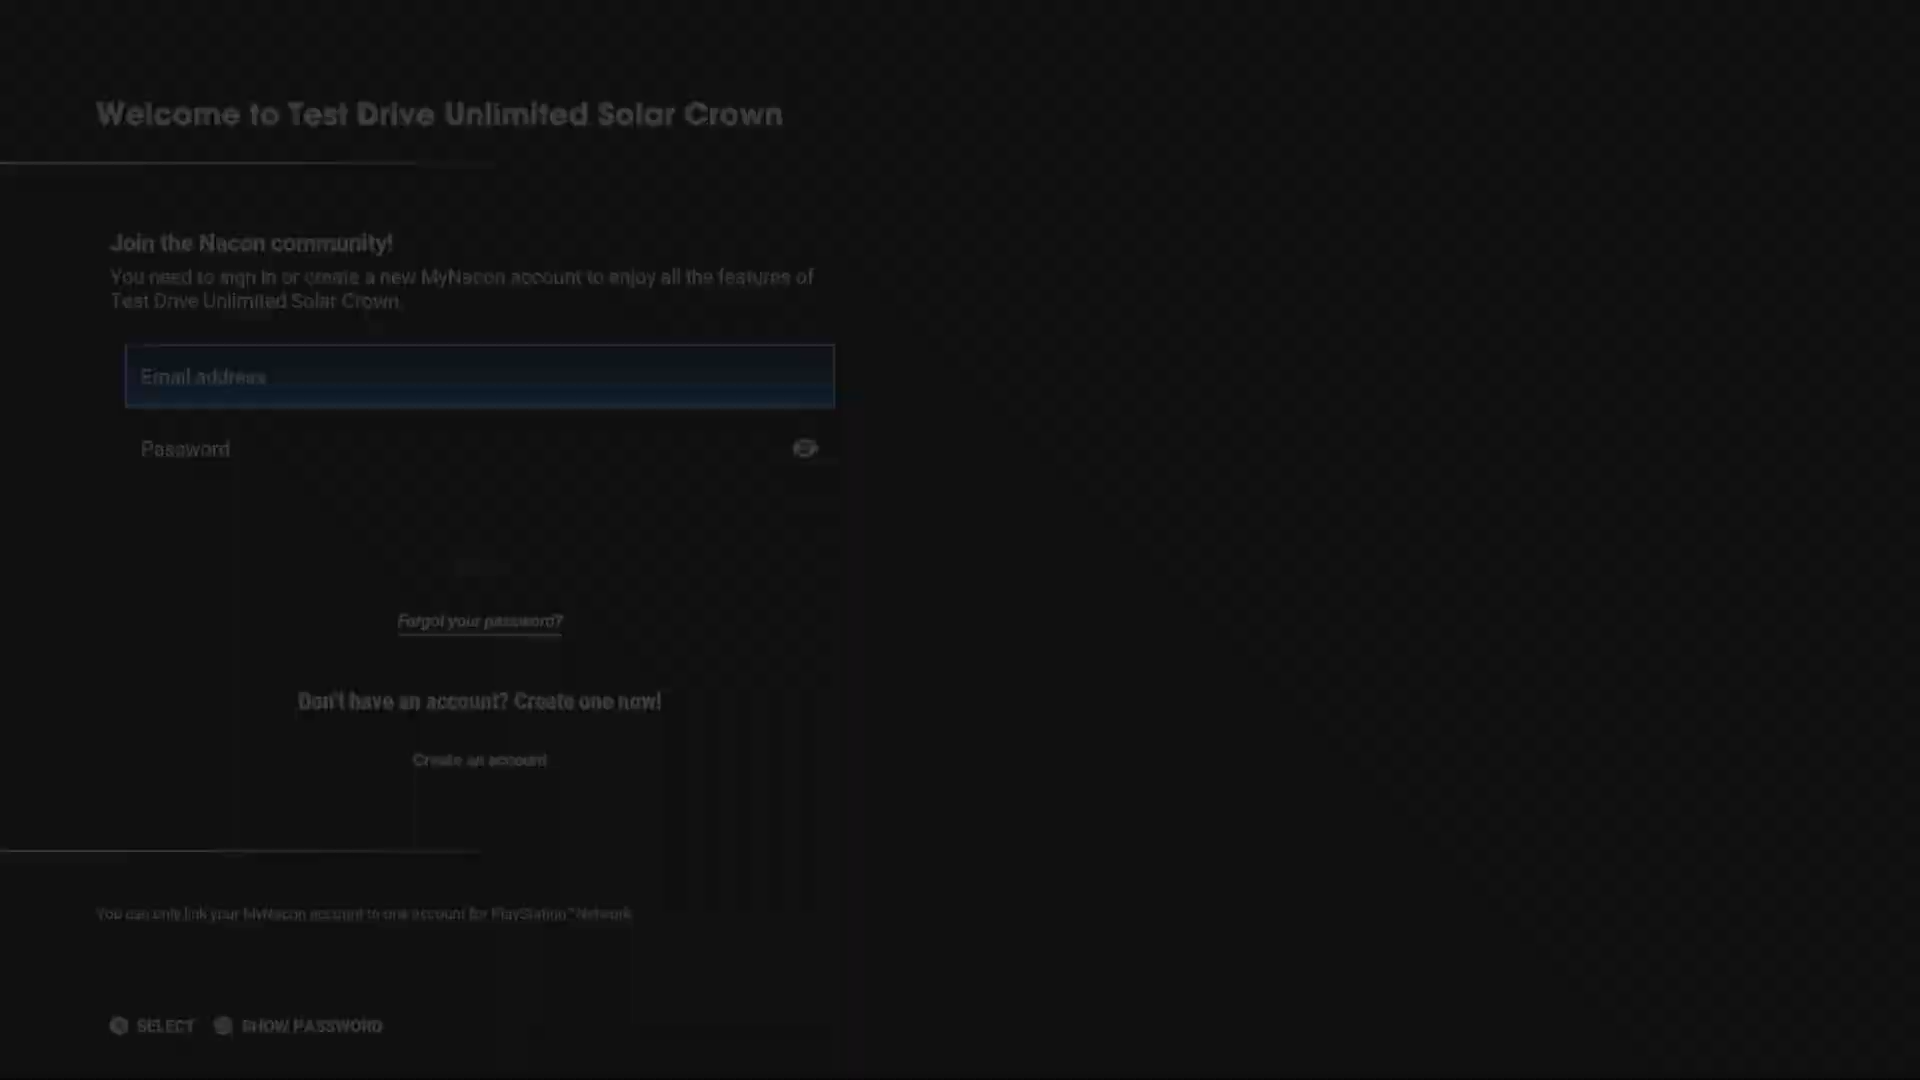 Welcome to Test Drive Unlimited Solar Crown
Join the Nacon community!
You need to sign in or create a new MyNacon account to enjoy all the features of
Test Drive Unlimited Solar Crown.
Email address
Password
Forgot your password?
Don't have an account? Create one now!
Create an account
You can only link your MyNacon account to one account for PlayStation™Network
SELECT SHOW PASSWORD